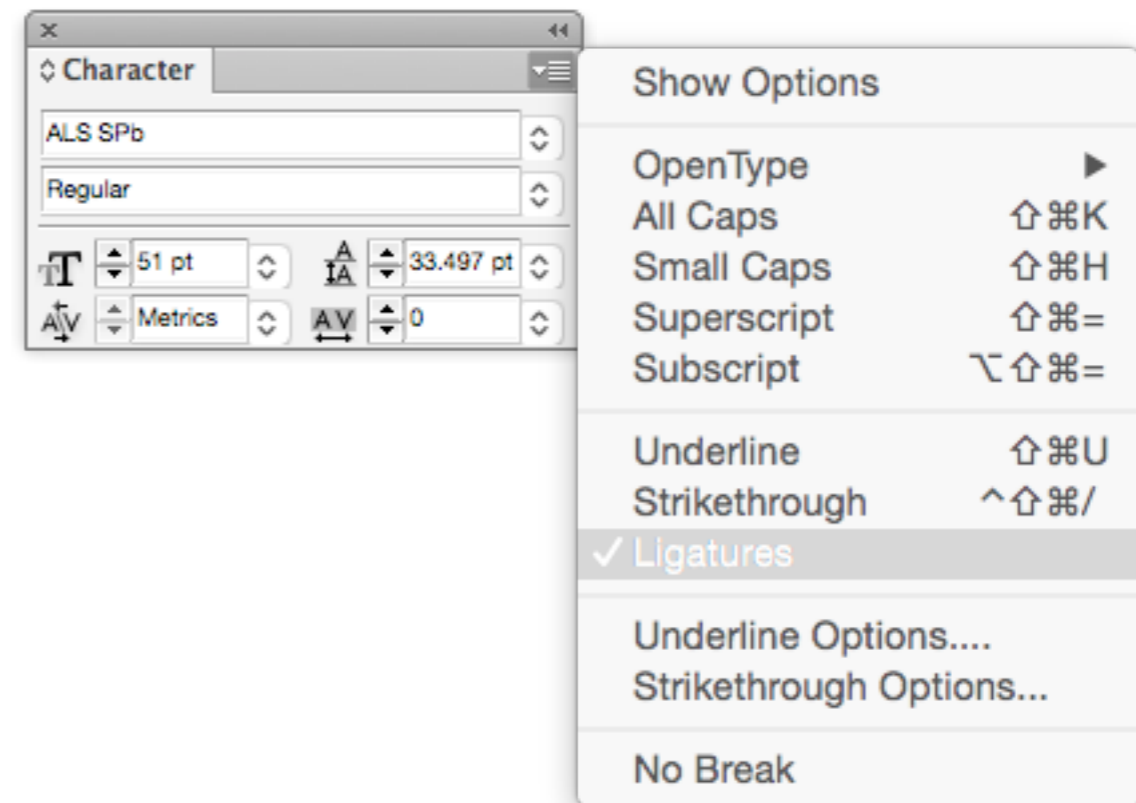 Character
ALS SPb
Regular
51 pt 33.497 pt
Metrics 0
Show Options
OpenType ▶
All Caps ⇧⌘K
Small Caps ⇧⌘H
Superscript ⇧⌘=
Subscript ⌥⇧⌘=
Underline ⇧⌘U
Strikethrough ^⇧⌘/
✓ Ligatures
Underline Options....
Strikethrough Options...
No Break